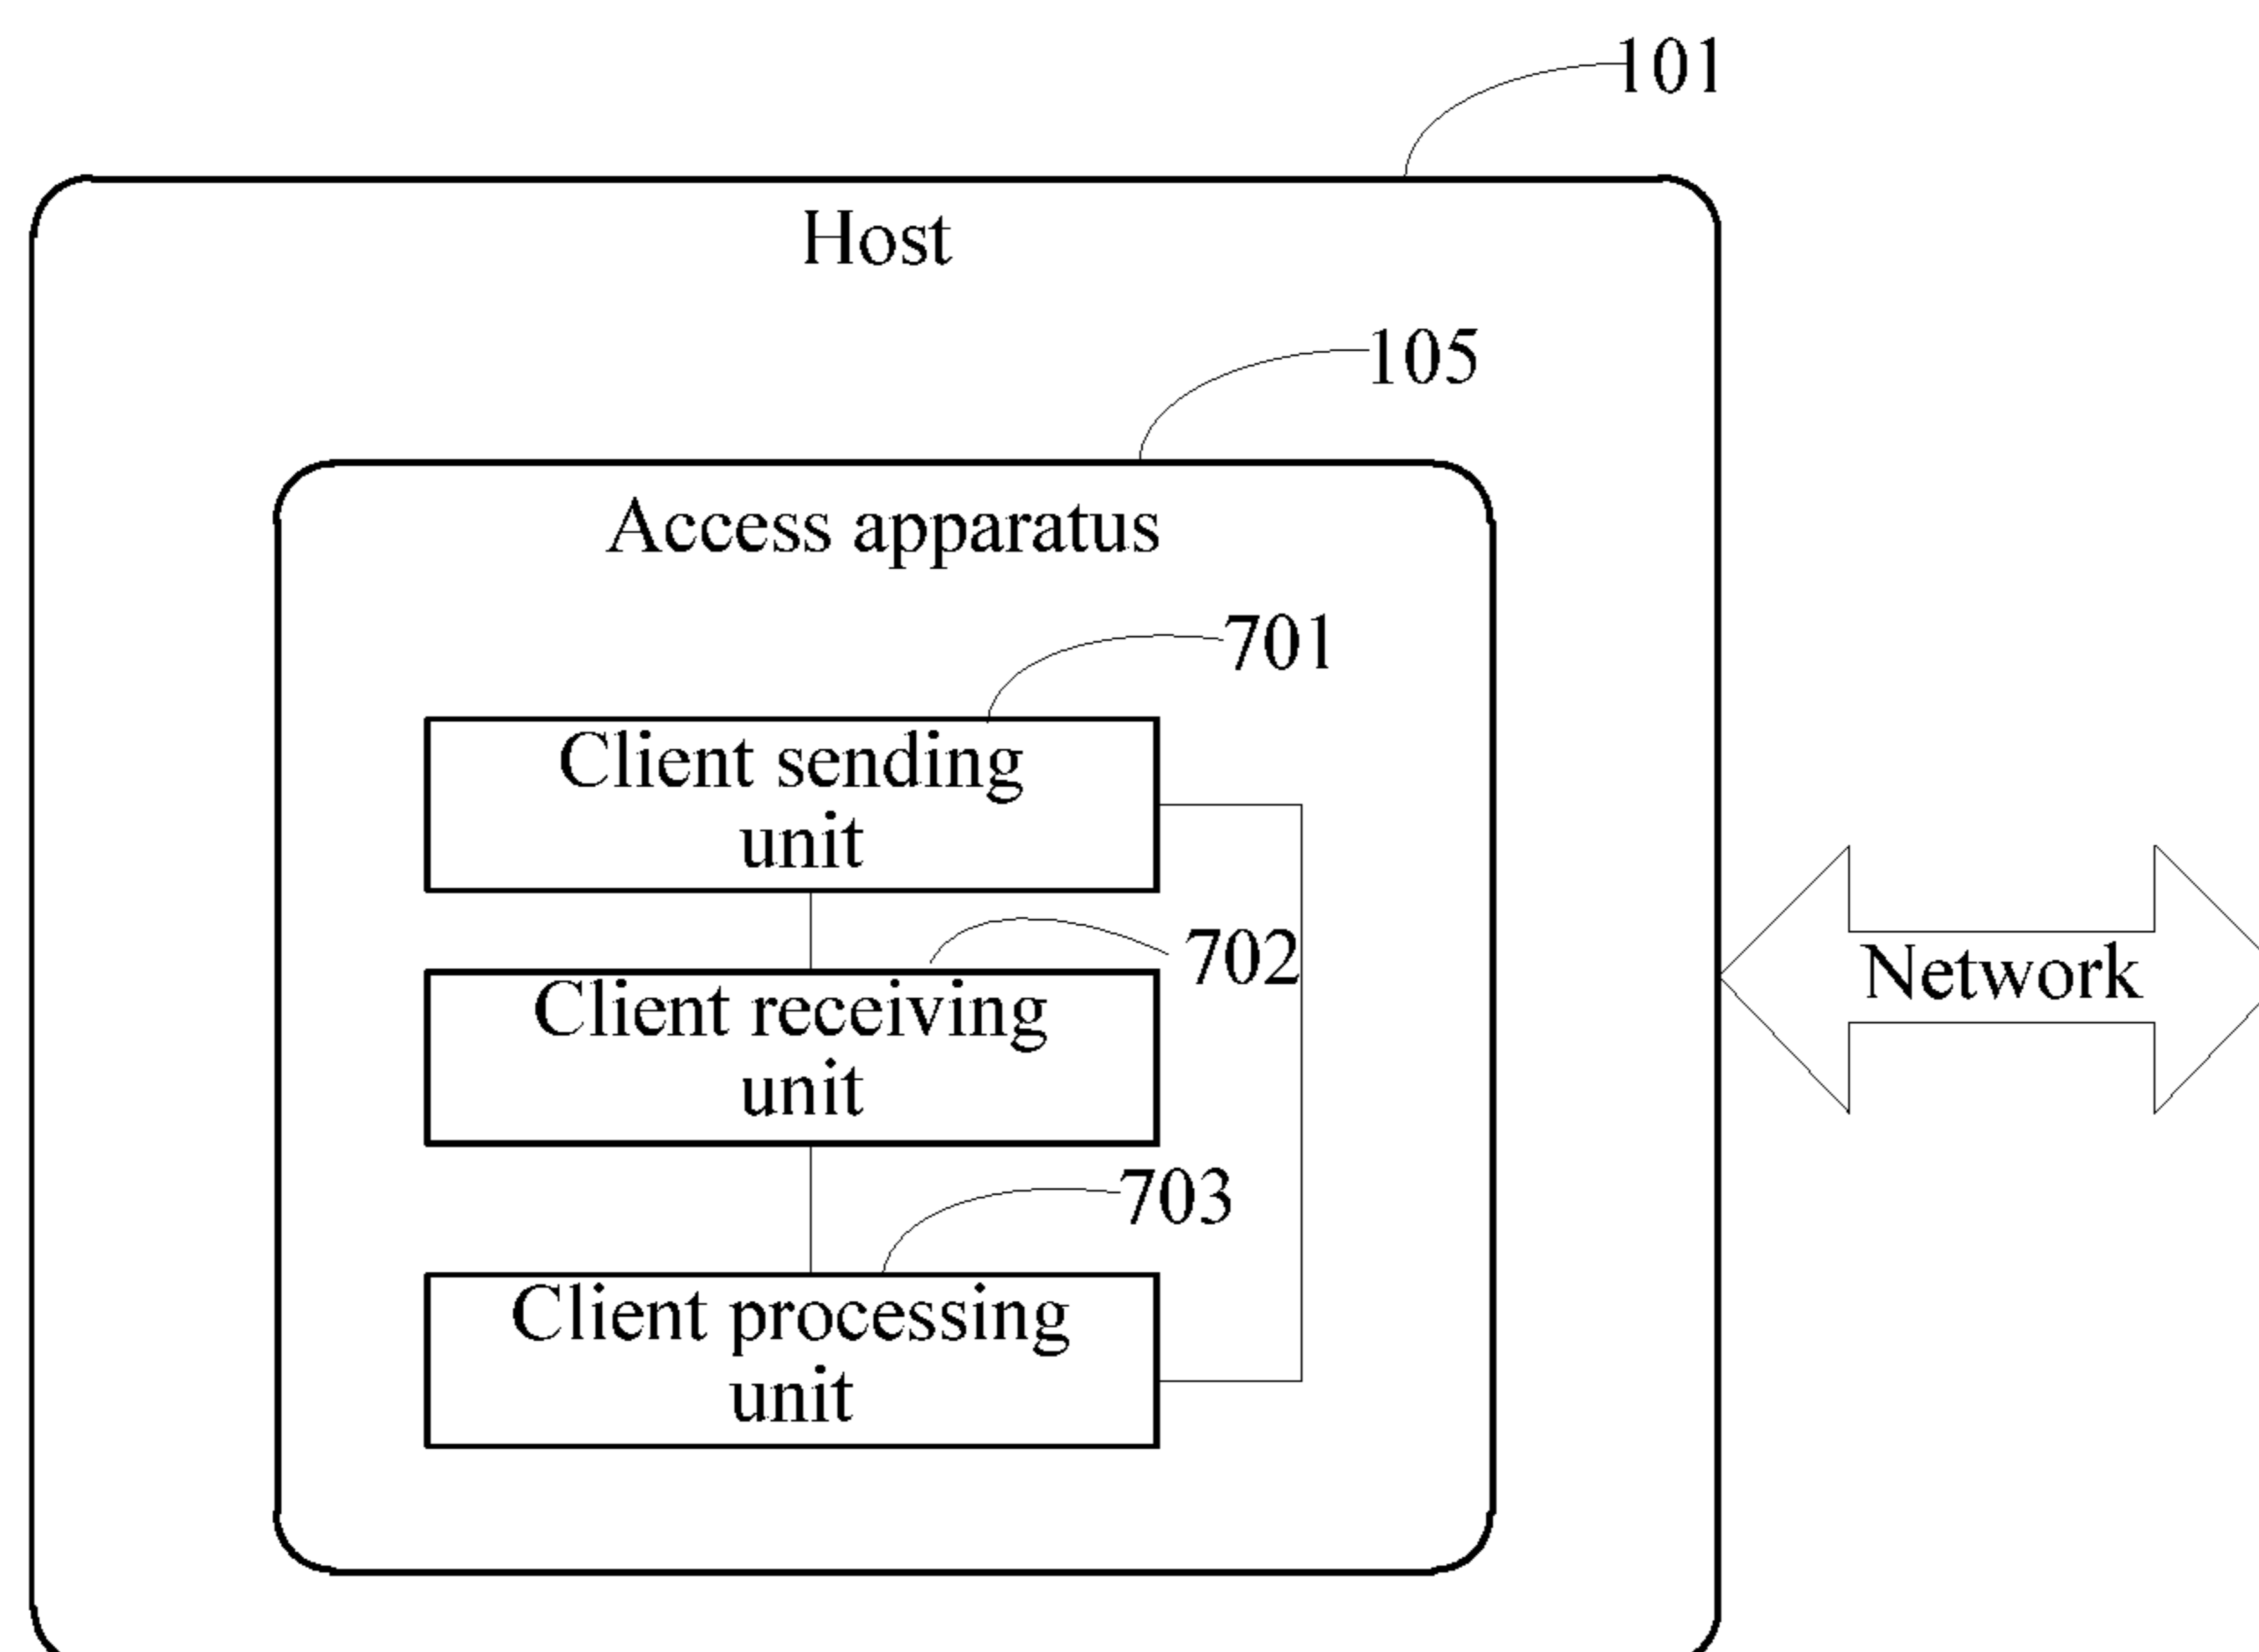 101
Host
105
Access apparatus
701
Client sending
unit
702
Client receiving
unit
Network
703
Client processing
unit